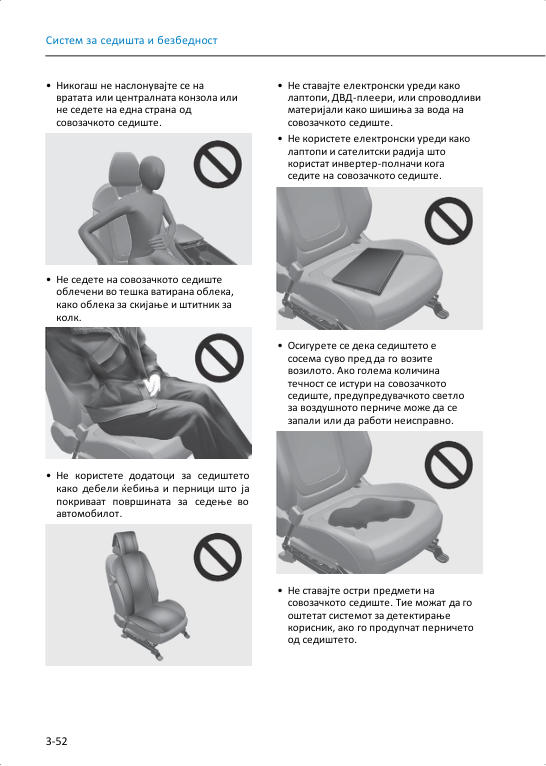 Систем за седишта и безбедност
• Никогаш не наслонувајте се на
вратата или централната конзола или
не седете на една страна од
совозачкото седиште.
• Не седете на совозачкото седиште
облечени во тешка ватирана облека,
како облека за скијање и штитник за
колк.
• Не користете додатоци за седиштето
како дебели ќебиња и перници што ја
покриваат површината за седење во
автомобилот.
• Не ставајте електронски уреди како
лаптопи, ДВД-плеери, или спроводливи
материјали како шишиња за вода на
совозачкото седиште.
• Не користете електронски уреди како
лаптопи и сателитски радија што
користат инвертер-полначи кога
седите на совозачкото седиште.
• Осигурете се дека седиштето е
сосема суво пред да го возите
возилото. Ако голема количина
течност се истури на совозачкото
седиште, предупредувачкото светло
за воздушното перниче може да се
запали или да работи неисправно.
• Не ставајте остри предмети на
совозачкото седиште. Тие можат да го
оштетат системот за детектирање
корисник, ако го продупчат перничето
од седиштето.
3-52